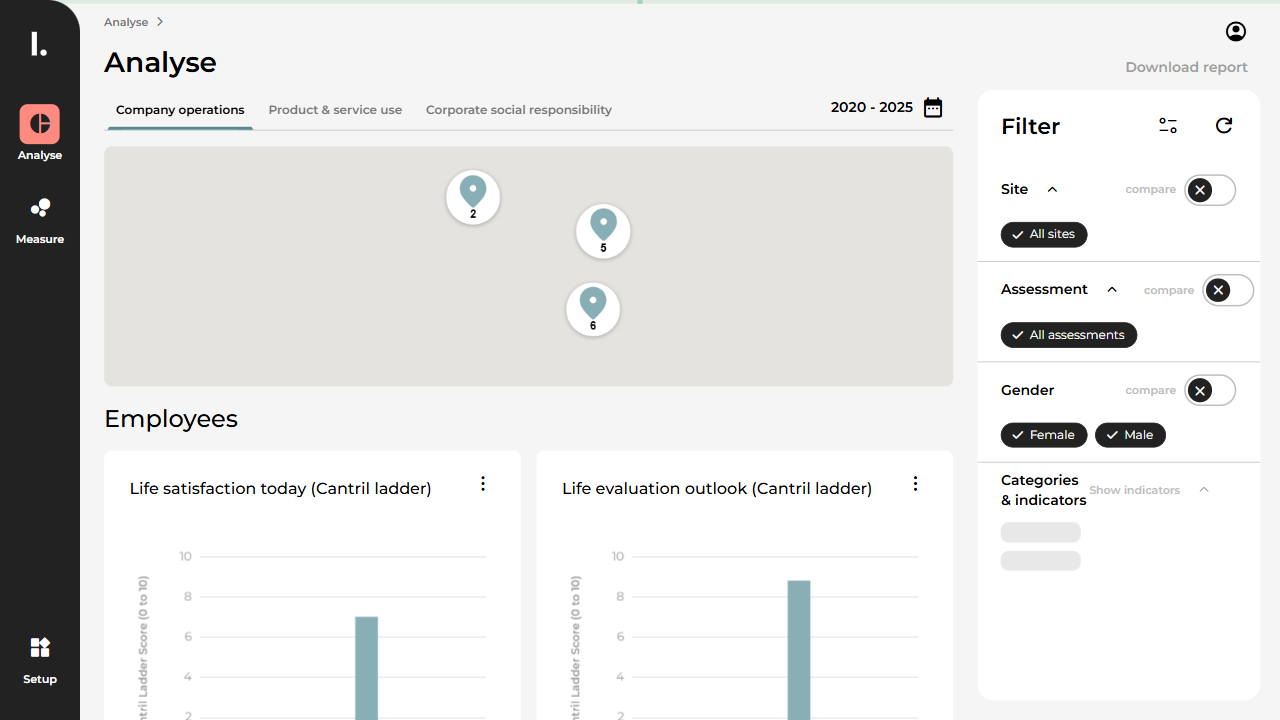 Analyse
Analyse
Download report
Company operations
Product & service use
Corporate social responsibility
2020 - 2025
l.
Analyse
Measure
Setup
2
5
6
Filter
Site
compare
All sites
Assessment
compare
All assessments
Gender
compare
Female
Male
Categories
& indicators
Show indicators
Employees
Life satisfaction today (Cantril ladder)
10
8
6
4
2
Ladder Score (0 to 10)
Life evaluation outlook (Cantril ladder)
10
8
6
4
2
Ladder Score (0 to 10)